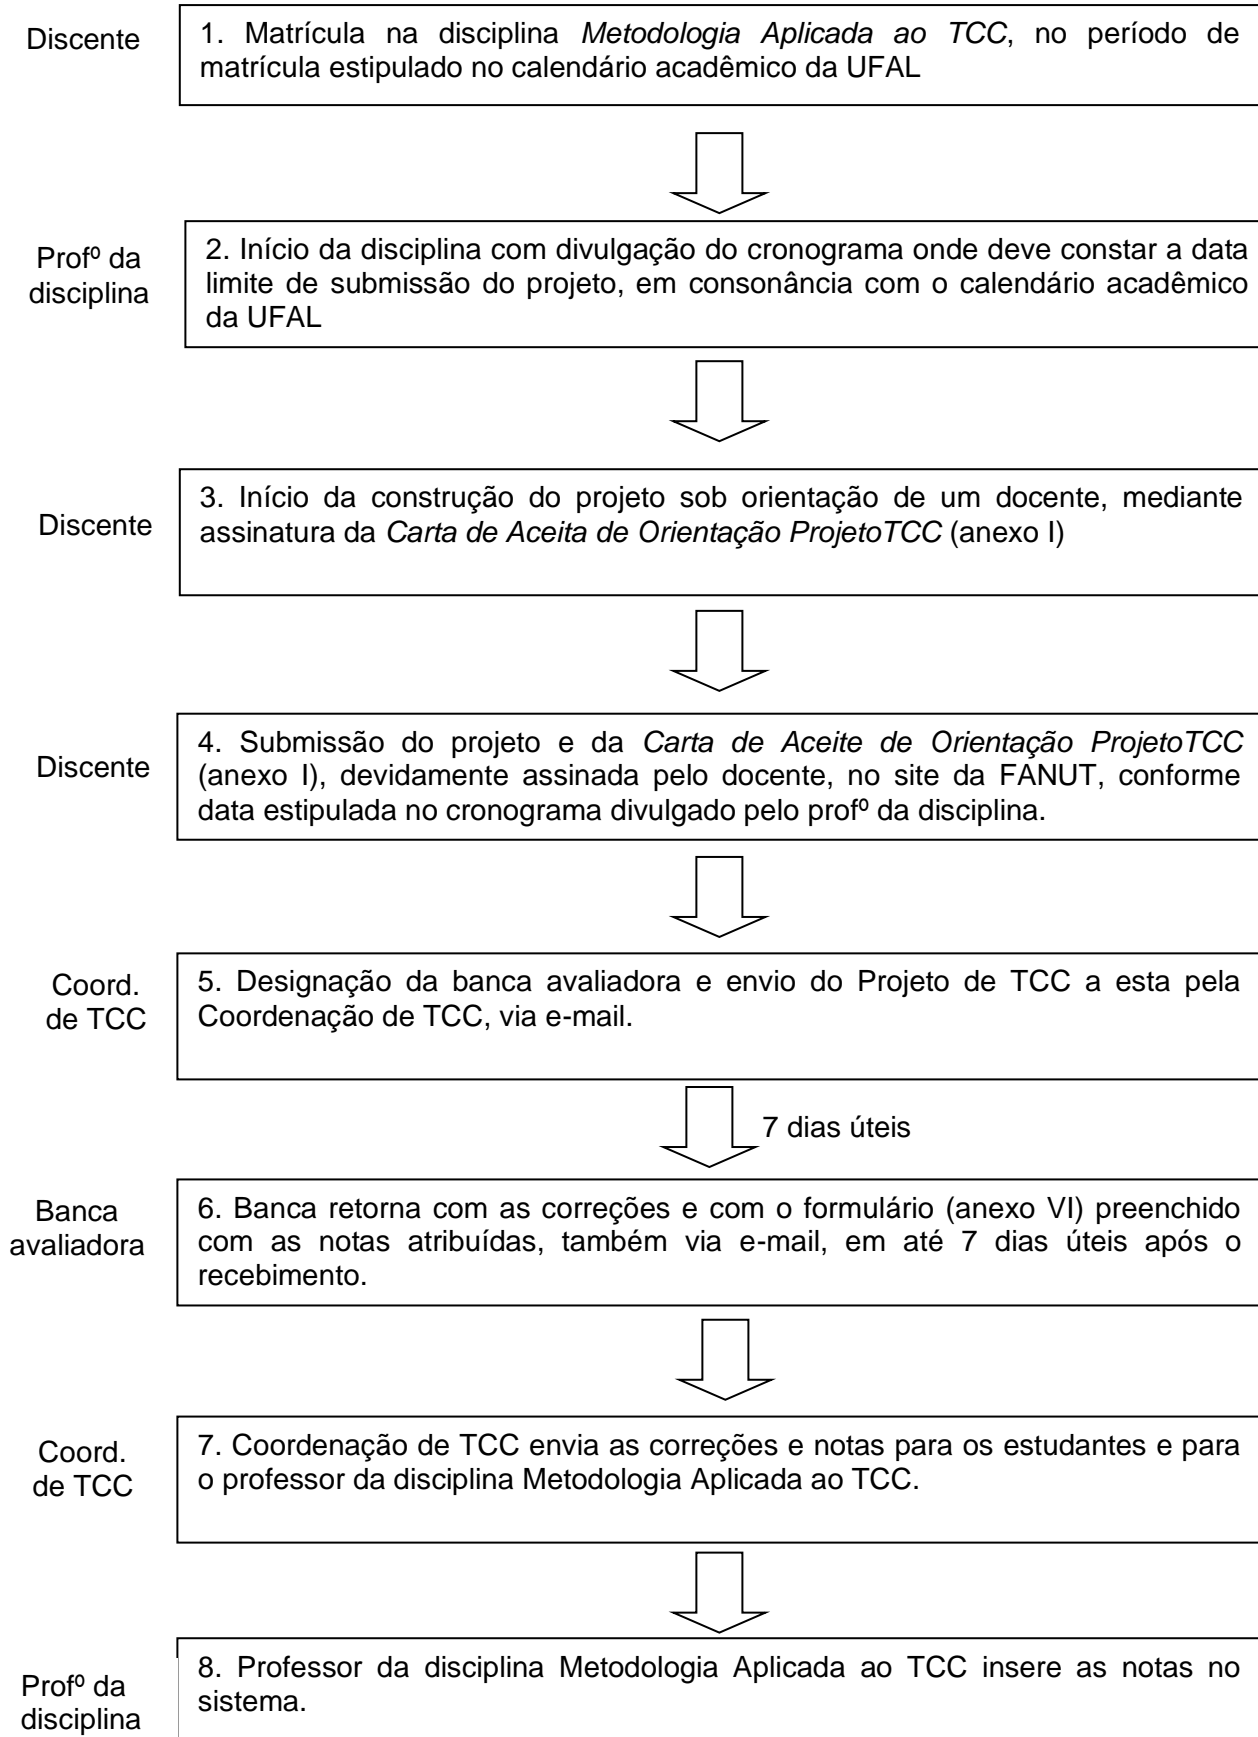 Discente
1. Matrícula na disciplina Metodologia Aplicada ao TCC, no período de
matrícula estipulado no calendário acadêmico da UFAL
Profº da
disciplina
2. Início da disciplina com divulgação do cronograma onde deve constar a data
limite de submissão do projeto, em consonância com o calendário acadêmico
da UFAL
Discente
3. Início da construção do projeto sob orientação de um docente, mediante
assinatura da Carta de Aceita de Orientação ProjetoTCC (anexo I)
Discente
4. Submissão do projeto e da Carta de Aceite de Orientação ProjetoTCC
(anexo I), devidamente assinada pelo docente, no site da FANUT, conforme
data estipulada no cronograma divulgado pelo profº da disciplina.
Coord.
de TCC
5. Designação da banca avaliadora e envio do Projeto de TCC a esta pela
Coordenação de TCC, via e-mail.
7 dias úteis
Banca
avaliadora
6. Banca retorna com as correções e com o formulário (anexo VI) preenchido
com as notas atribuídas, também via e-mail, em até 7 dias úteis após o
recebimento.
Coord.
de TCC
7. Coordenação de TCC envia as correções e notas para os estudantes e para
o professor da disciplina Metodologia Aplicada ao TCC.
Profº da
disciplina
8. Professor da disciplina Metodologia Aplicada ao TCC insere as notas no
sistema.